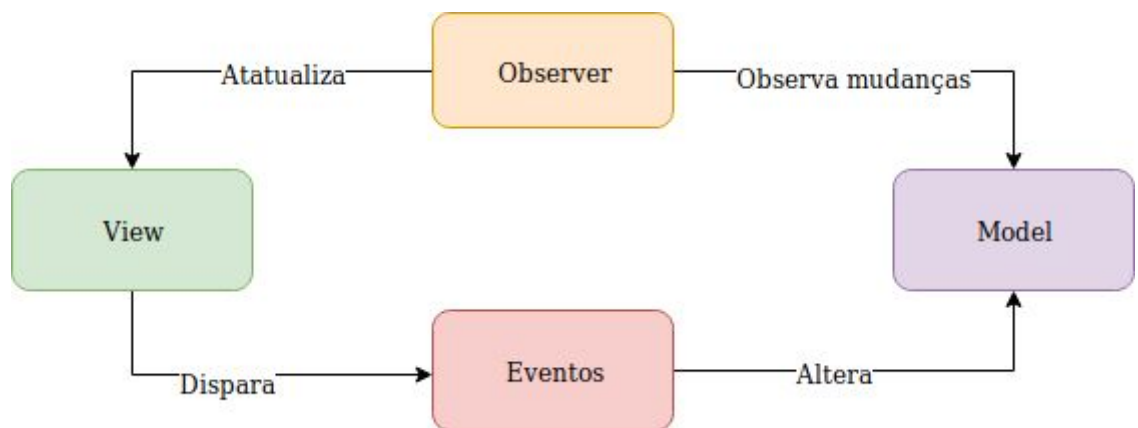 Observer
Atatualiza
Observa mudanças
View
Model
Eventos
Dispara
Altera